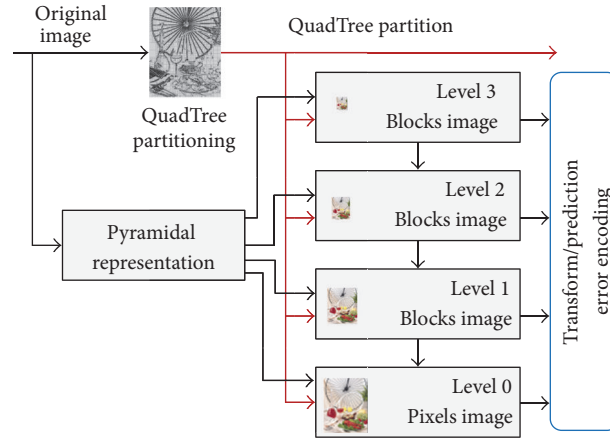 Original
image
QuadTree partition
QuadTree
partitioning
Level 3
Blocks image
Level 2
Blocks image
Pyramidal
representation
Level 1
Blocks image
Level 0
Pixels image
Transform/prediction
error encoding